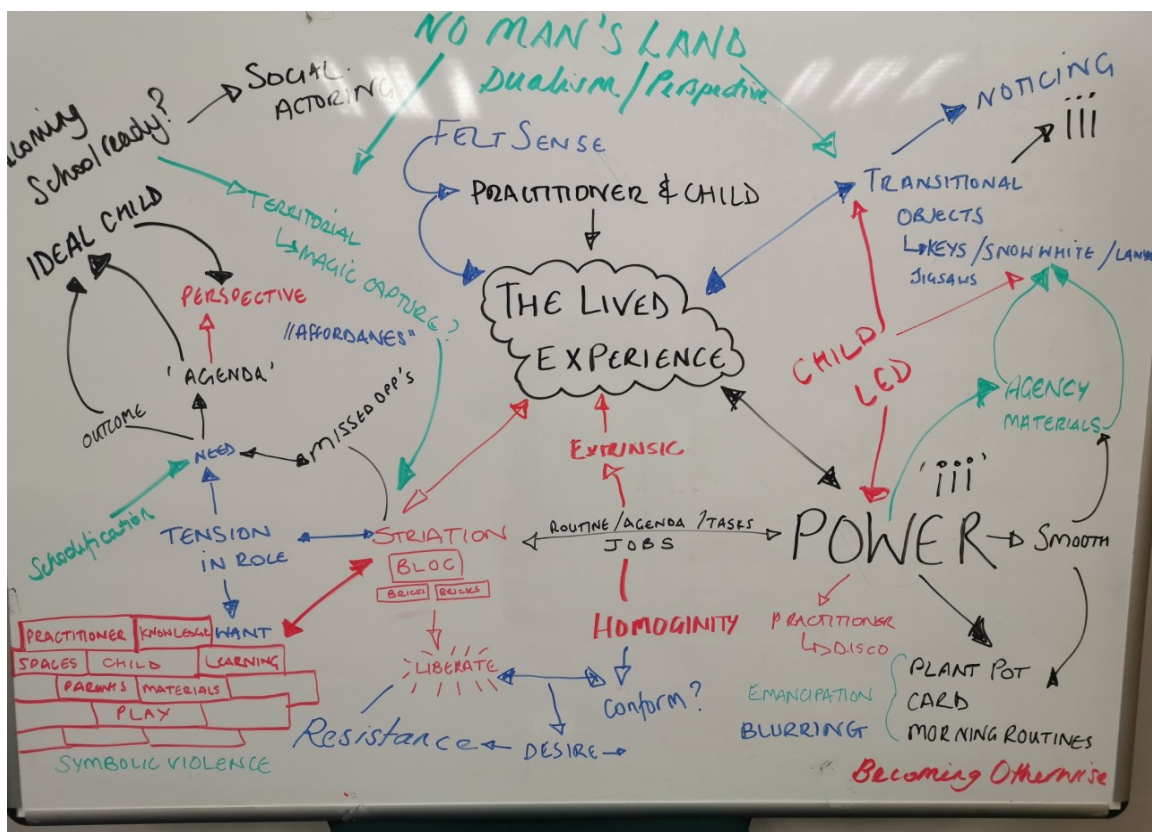 NO MAN'S LAND
Dualism/Perspective
School ready?
SOCIAL
ACTORING
IDEAL CHILD
PERSPECTIVE
'AGENDA'
OUTCOME
NEED
MISSED OPP'S
Schoolification
TENSION
IN ROLE
WANT
TERRITORIAL
MAGIC CAPTURE?
"AFFORDANES"
FELT SENSE
PRACTITIONER & CHILD
THE LIVED
EXPERIENCE
EXTRINSIC
ROUTINE/AGENDA/TASKS
JOBS
HOMOGINITY
Conform?
STRIATION
BLOC
BRICKS BRICKS
LIBERATE
Resistance
DESIRE
PRACTITIONER KNOWLEDGE
SPACES CHILD LEARNING
PARENTS MATERIALS
PLAY
SYMBOLIC VIOLENCE
NOTICING
iii
TRANSITIONAL
OBJECTS
KEYS/SNOWWHITE/
JIGSAWS
CHILD
LED
AGENCY
MATERIALS
'iii'
POWER
SMOOTH
PRACTITIONER
DISCO
EMANCIPATION
BLURRING
PLANT POT
CARD
MORNING ROUTINES
Becoming Otherwise